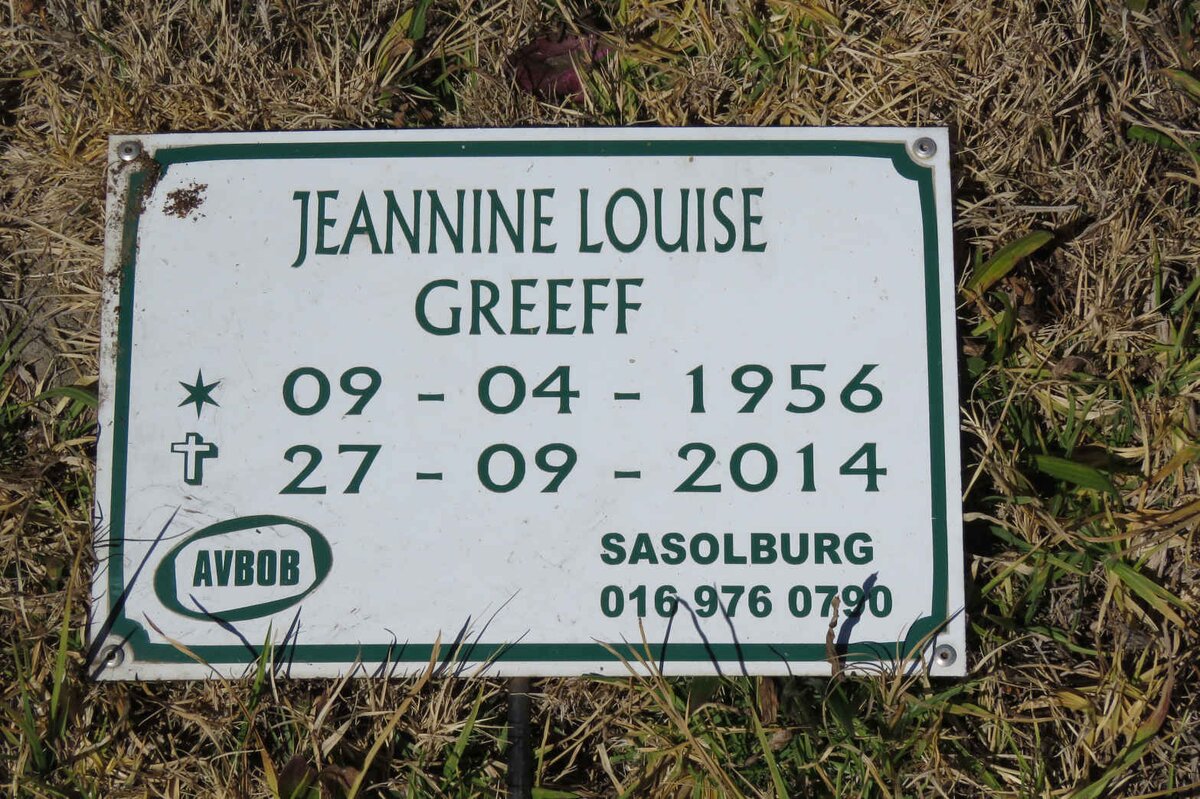 JEANNINE LOUISE
GREEFF
09 - 04 - 1956
27 - 09 - 2014
AVBOB
SASOLBURG
016 976 0790